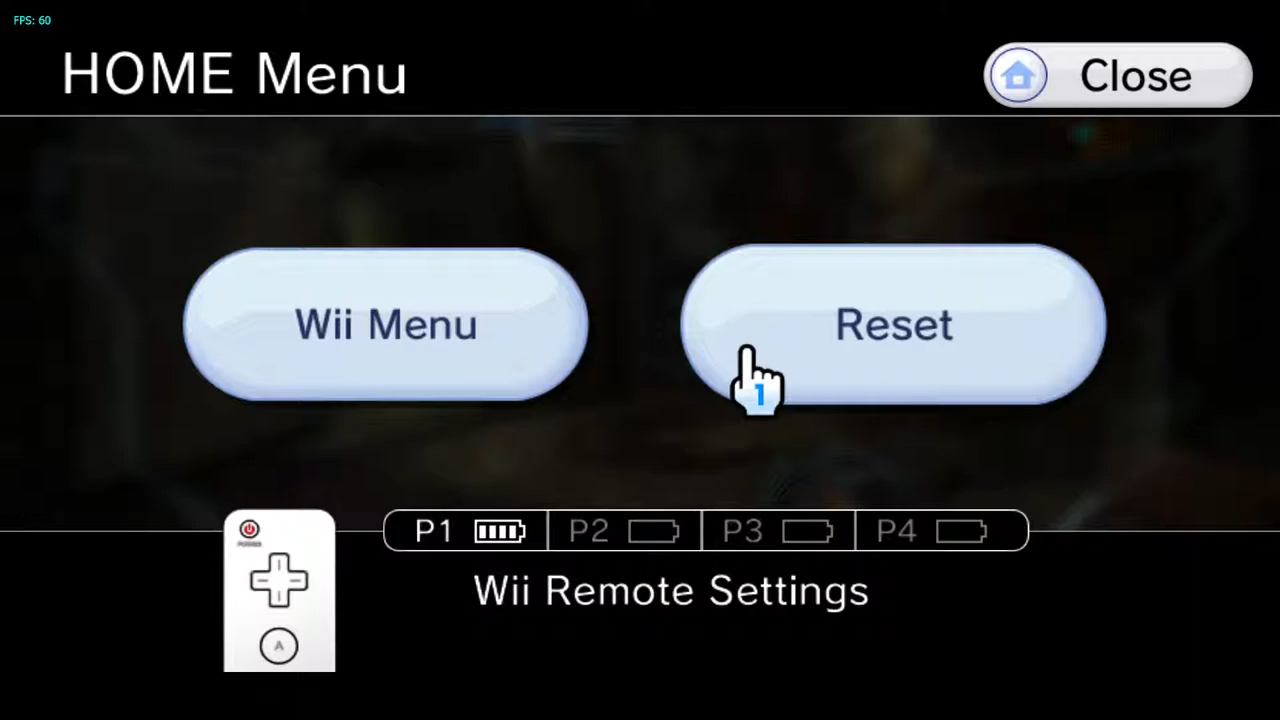 FPS: 60
HOME Menu
Close
Wii Menu
Reset
1
P1
P2
P3
P4
Wii Remote Settings
A